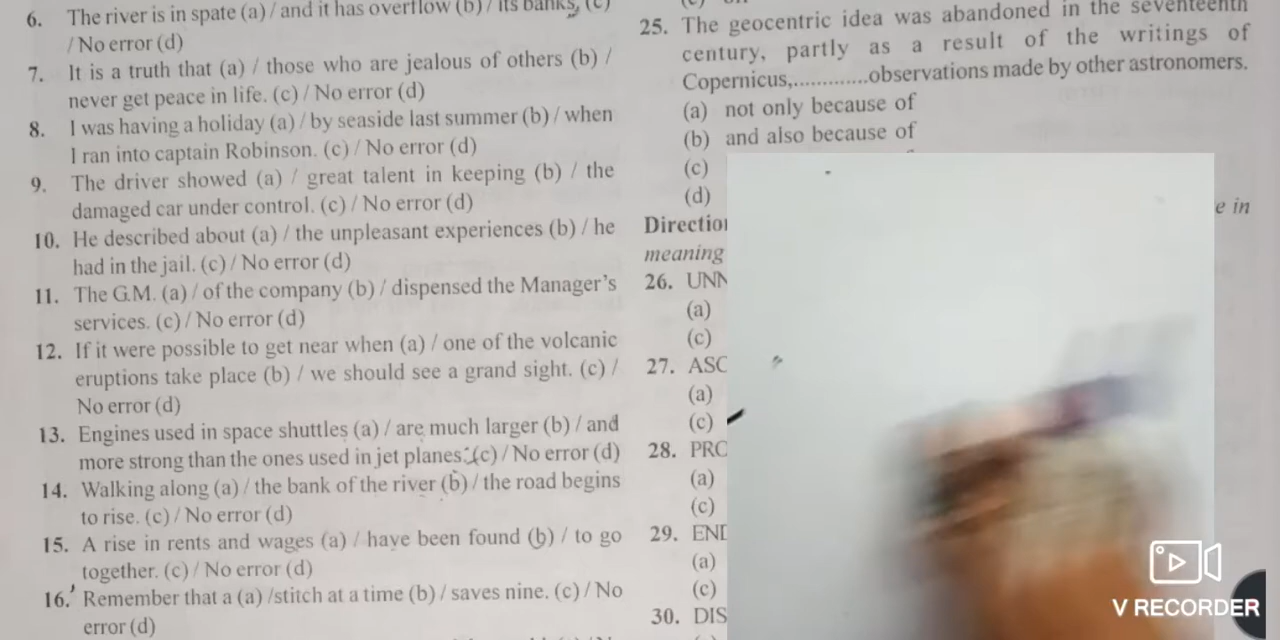 6. The river is in spate (a) / and it has overflow (b) / its banks, (c)
/ No error (d)
7. It is a truth that (a) / those who are jealous of others (b) /
never get peace in life. (c) / No error (d)
8. I was having a holiday (a) / by seaside last summer (b) / when
I ran into captain Robinson. (c) / No error (d)
9. The driver showed (a) / great talent in keeping (b) / the
damaged car under control. (c) / No error (d)
10. He described about (a) / the unpleasant experiences (b) / he
had in the jail. (c) / No error (d)
11. The G.M. (a) / of the company (b) / dispensed the Manager's
services. (c) / No error (d)
12. If it were possible to get near when (a) / one of the volcanic
eruptions take place (b) / we should see a grand sight. (c) /
No error (d)
13. Engines used in space shuttles (a) / are much larger (b) / and
more strong than the ones used in jet planes. (c) / No error (d)
14. Walking along (a) / the bank of the river (b) / the road begins
to rise. (c) / No error (d)
15. A rise in rents and wages (a) / have been found (b) / to go
together. (c) / No error (d)
16. Remember that a (a) /stitch at a time (b) / saves nine. (c) / No
error (d)
25. The geocentric idea was abandoned in the seventeenth
century, partly as a result of the writings of
Copernicus,..............observations made by other astronomers.
(a) not only because of
(b) and also because of
(c)
(d)
e in
meaning
26. UNN
(a)
(c)
27. ASC
(a)
(c)
28. PRC
(a)
(c)
29. END
(a)
(c)
30. DIS
V RECORDER